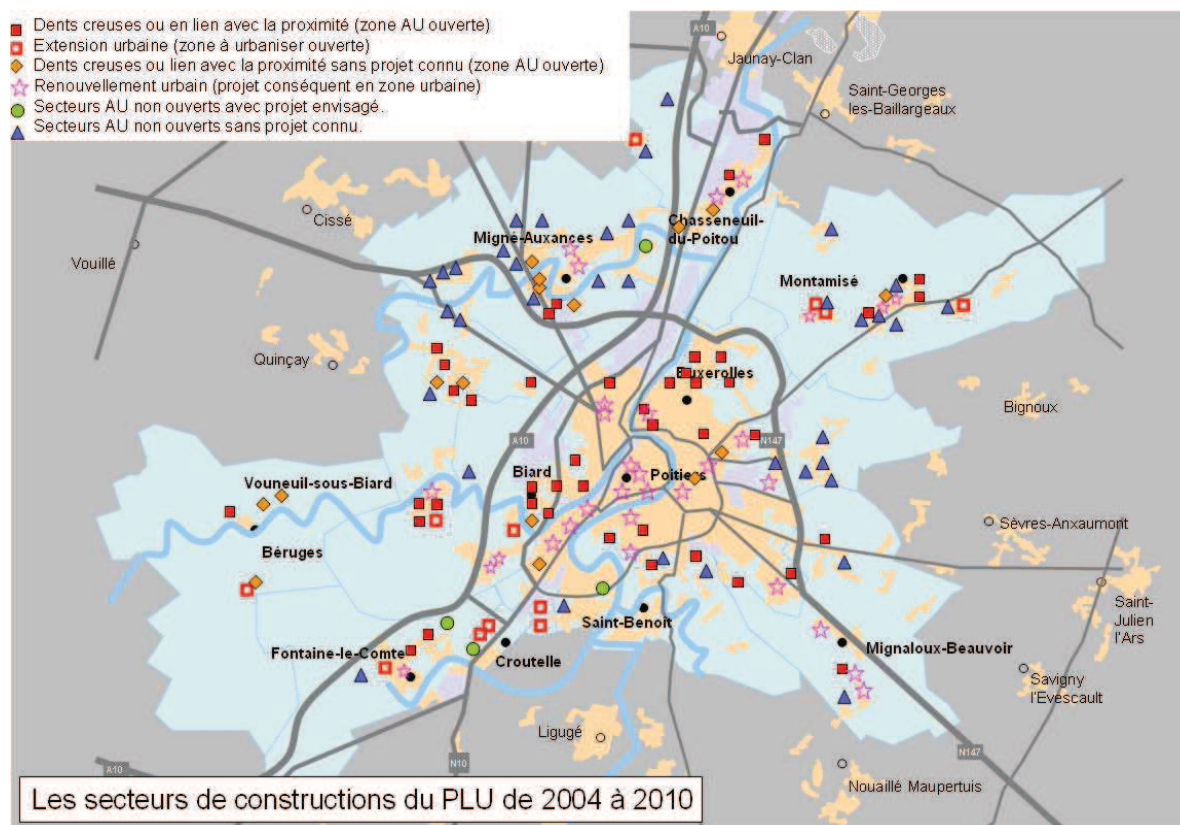 Dents creuses ou en lien avec la proximité (zone AU ouverte)
Extension urbaine (zone à urbaniser ouverte)
Dents creuses ou lien avec la proximité sans projet connu (zone AU ouverte)
Renouvellement urbain (projet conséquent en zone urbaine)
Secteurs AU non ouverts avec projet envisagé.
Secteurs AU non ouverts sans projet connu.
A10
Jaunay-Clan
Saint-Georges
les-Baillargeaux
Cissé
Vouillé
Migné-Auxances
Chasseneuil-
du-Poitou
Montamisé
Quinçay
Buxerolles
Bignoux
A10
N147
Vouneuil-sous-Biard
Biard
Poitiers
Sèvres-Anxaumont
Béruges
Saint-
Julien
l'Ars
Saint-Benoit
Fontaine-le-Comte
Croutelle
Mignaloux-Beauvoir
Savigny
l'Evescault
Ligugé
N147
A10
N10
Nouaillé Maupertuis
Les secteurs de constructions du PLU de 2004 à 2010